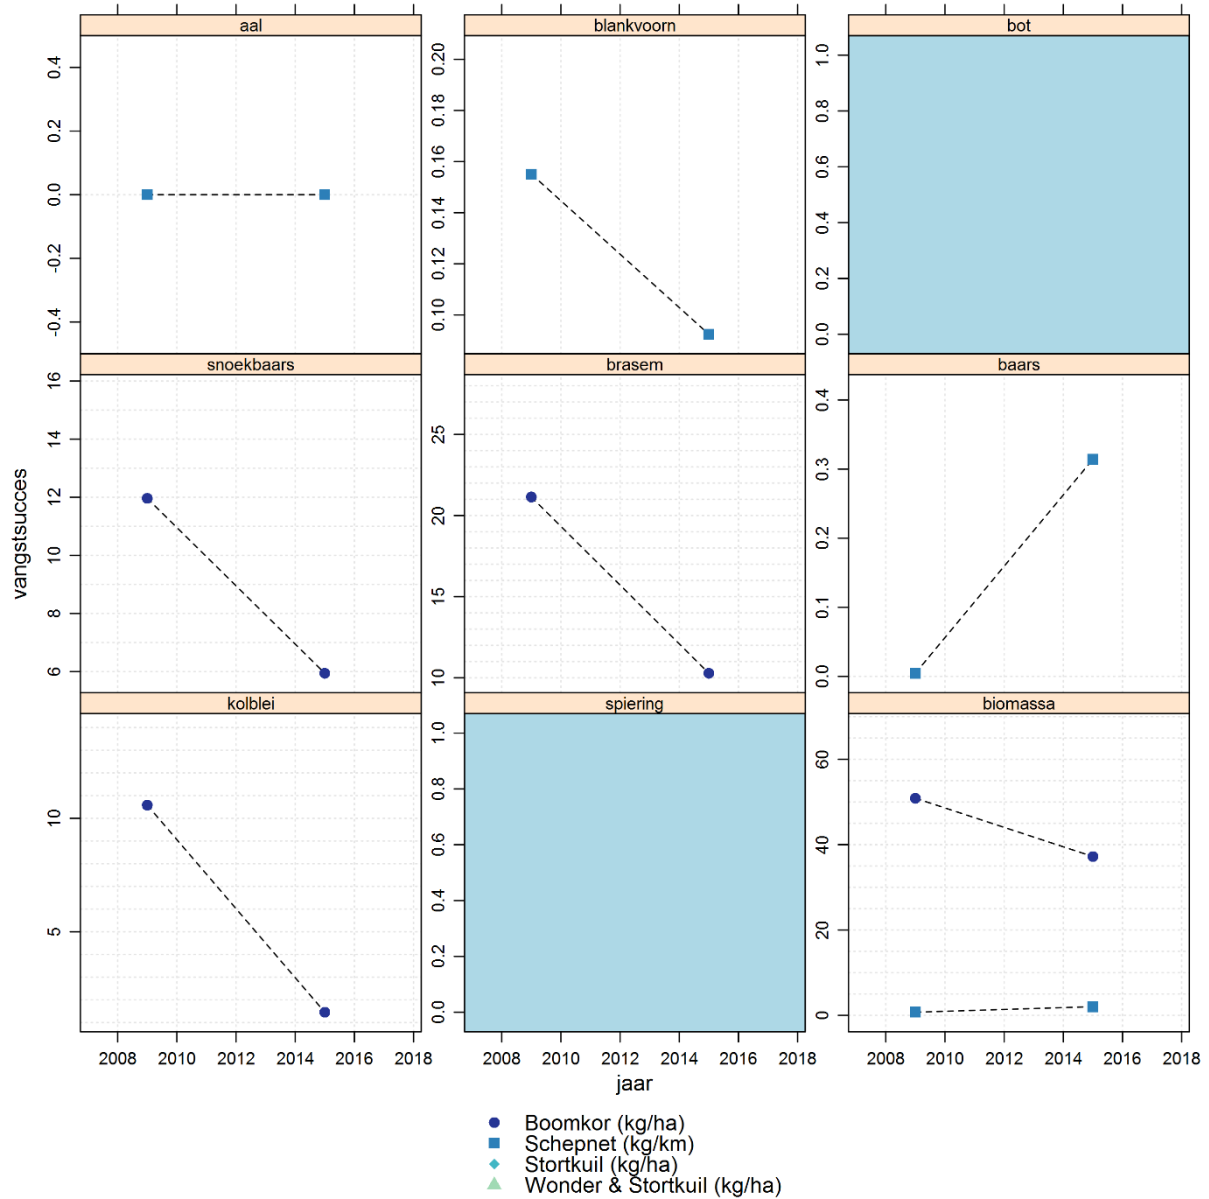 aal
blankvoorn
bot
0.4
0.2
0.0
-0.2
-0.4
0.20
0.18
0.16
0.14
0.12
0.10
1.0
0.8
0.6
0.4
0.2
0.0
snoekbaars
brasem
baars
16
14
12
10
8
6
25
20
15
10
0.4
0.3
0.2
0.1
0.0
vangstsucces
kolblei
spiering
biomassa
10
5
1.0
0.8
0.6
0.4
0.2
0.0
60
40
20
0
2008 2010 2012 2014 2016 2018
2008 2010 2012 2014 2016 2018
2008 2010 2012 2014 2016 2018
jaar
Boomkor (kg/ha)
Schepnet (kg/km)
Stortkuil (kg/ha)
Wonder & Stortkuil (kg/ha)